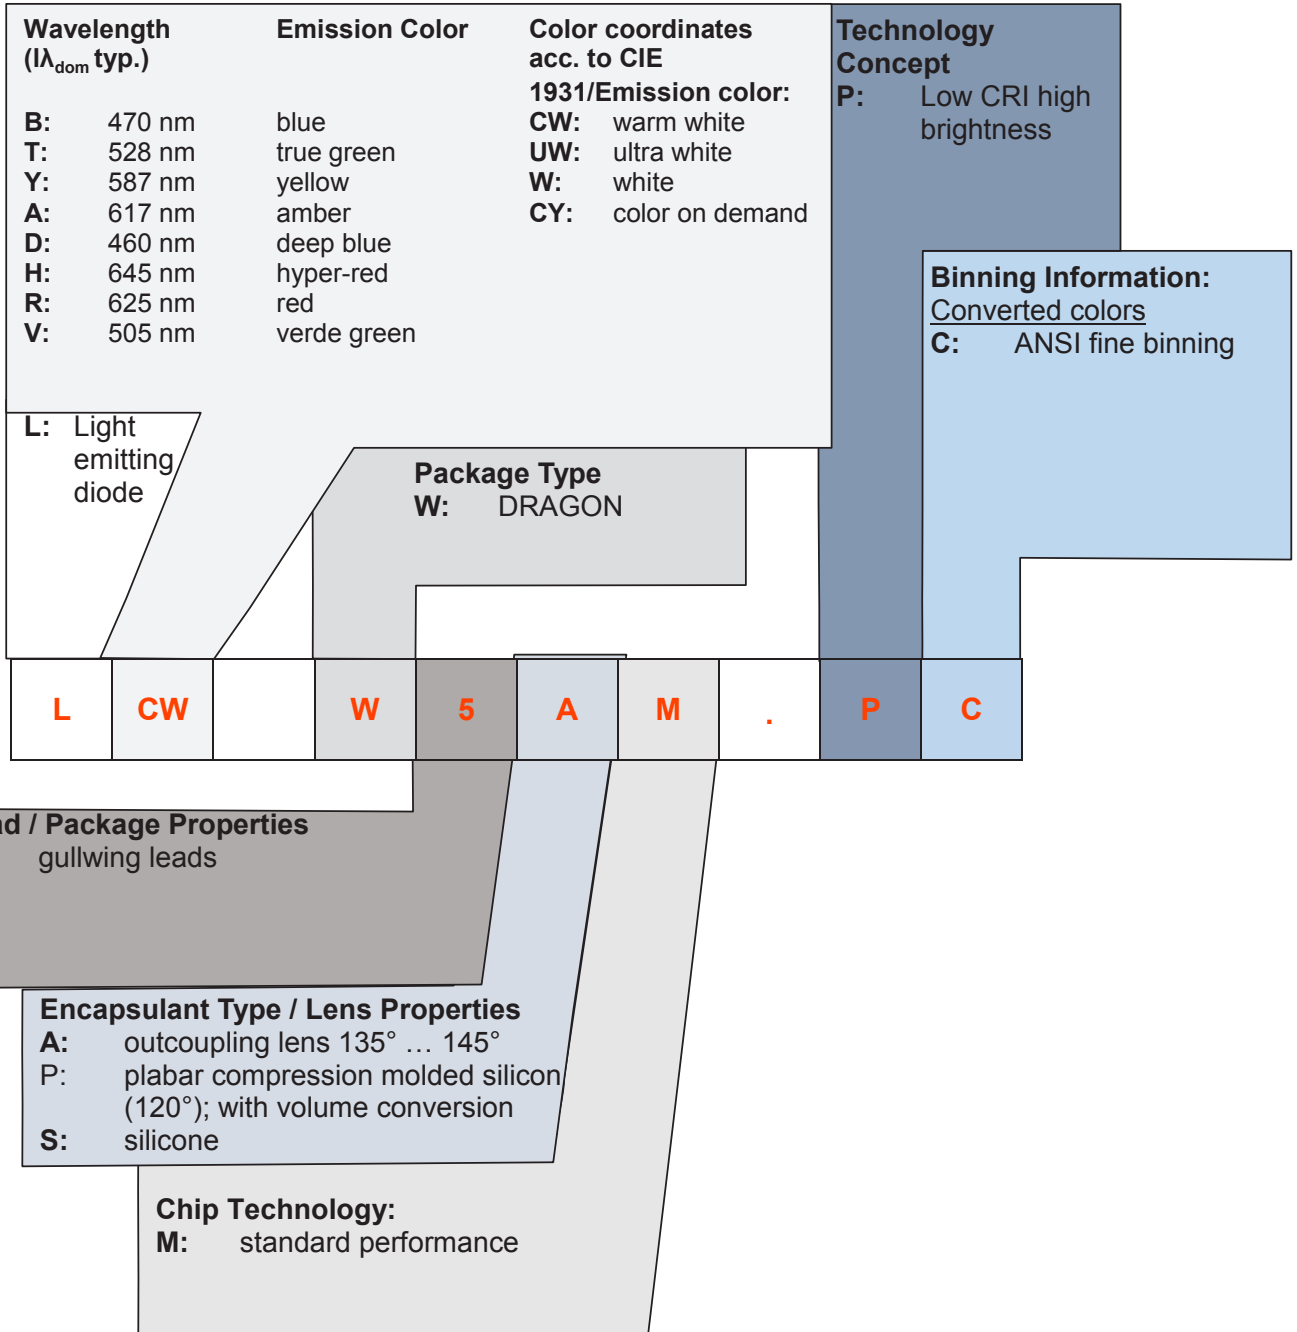 Wavelength
(lλdom typ.)
Emission Color
B: 470 nm blue
T: 528 nm true green
Y: 587 nm yellow
A: 617 nm amber
D: 460 nm deep blue
H: 645 nm hyper-red
R: 625 nm red
V: 505 nm verde green
Color coordinates
acc. to CIE
1931/Emission color:
CW: warm white
UW: ultra white
W: white
CY: color on demand
Technology
Concept
P: Low CRI high
brightness
Binning Information:
Converted colors
C: ANSI fine binning
L: Light
emitting
diode
Package Type
W: DRAGON
L CW W 5 A M . P C
ad / Package Properties
gullwing leads
Encapsulant Type / Lens Properties
A: outcoupling lens 135° … 145°
P: plabar compression molded silicon
(120°); with volume conversion
S: silicone
Chip Technology:
M: standard performance